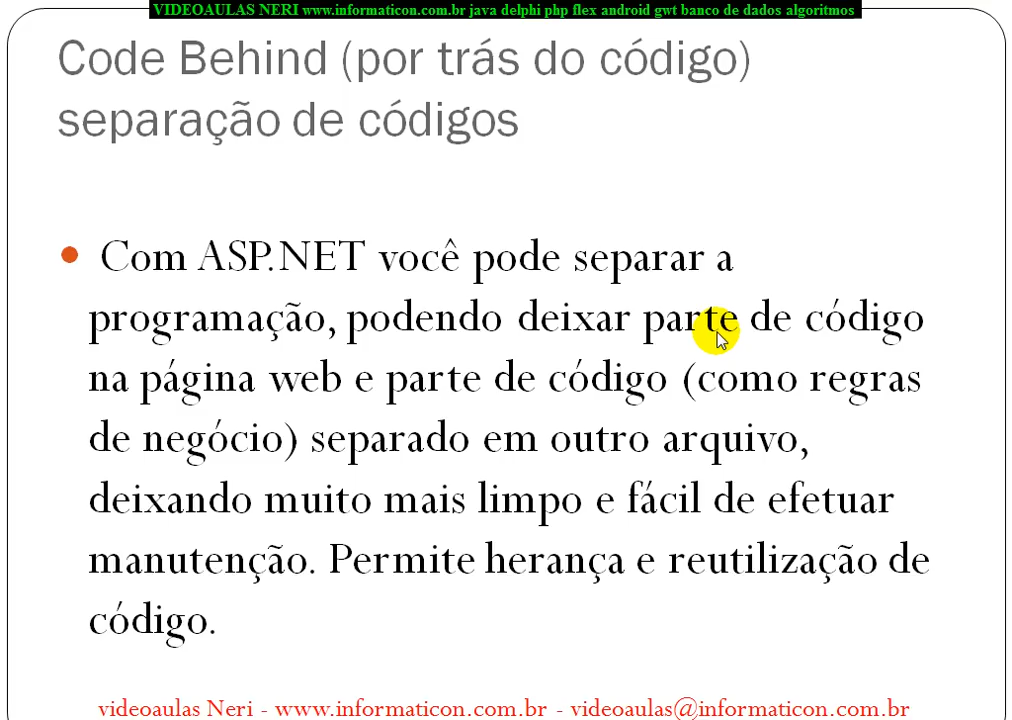 VIDEOAULAS NERI www.informaticon.com.br java delphi php flex android gwt banco de dados algoritmos
Code Behind (por trás do código)
separação de códigos
Com ASP.NET você pode separar a
programação, podendo deixar parte de código
na página web e parte de código (como regras
de negócio) separado em outro arquivo,
deixando muito mais limpo e fácil de efetuar
manutenção. Permite herança e reutilização de
código.
videoaulas Neri - www.informaticon.com.br - videoaulas@informaticon.com.br